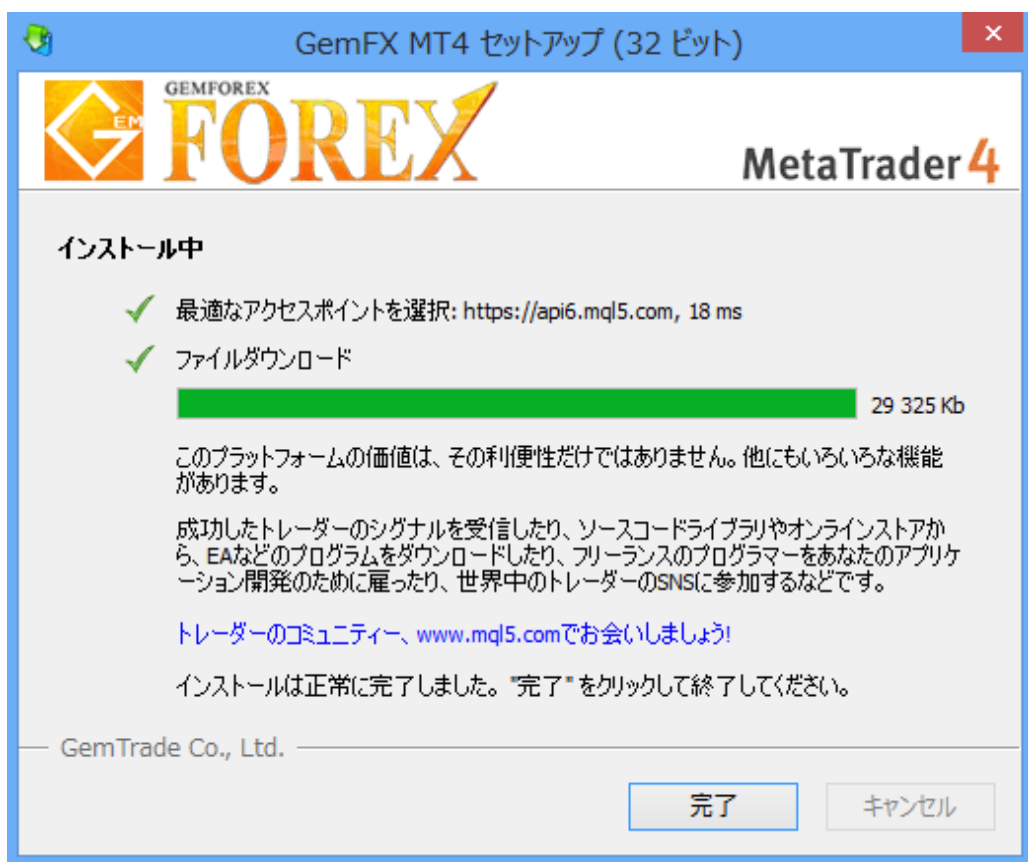 GemFX MT4 セットアップ (32 ビット)
GEM
GEMFOREX
FOREX
MetaTrader 4
インストール中
最適なアクセスポイントを選択: https://api6.mql5.com, 18 ms
ファイルダウンロード
29 325 Kb
このプラットフォームの価値は、その利便性だけではありません。他にもいろいろな機能
があります。
成功したトレーダーのシグナルを受信したり、ソースコードライブラリやオンラインストアか
ら、EAなどのプログラムをダウンロードしたり、フリーランスのプログラマーをあなたのアプリケ
ーション開発のために雇ったり、世界中のトレーダーのSNSに参加するなどです。
トレーダーのコミュニティー、www.mql5.comでお会いしましょう!
インストールは正常に完了しました。"完了" をクリックして終了してください。
GemTrade Co., Ltd.
完了
キャンセル